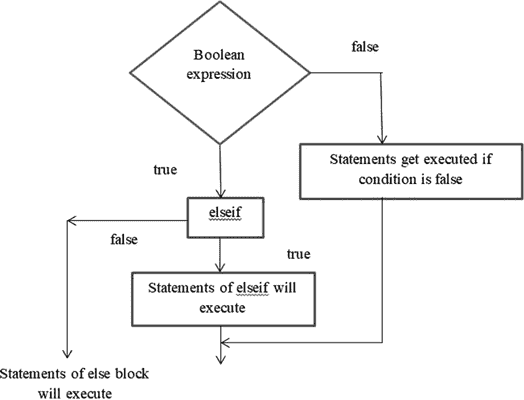 false
Boolean
expression
true
Statements get executed if
condition is false
elseif
false
true
Statements of elseif will
execute
Statements of else block
will execute